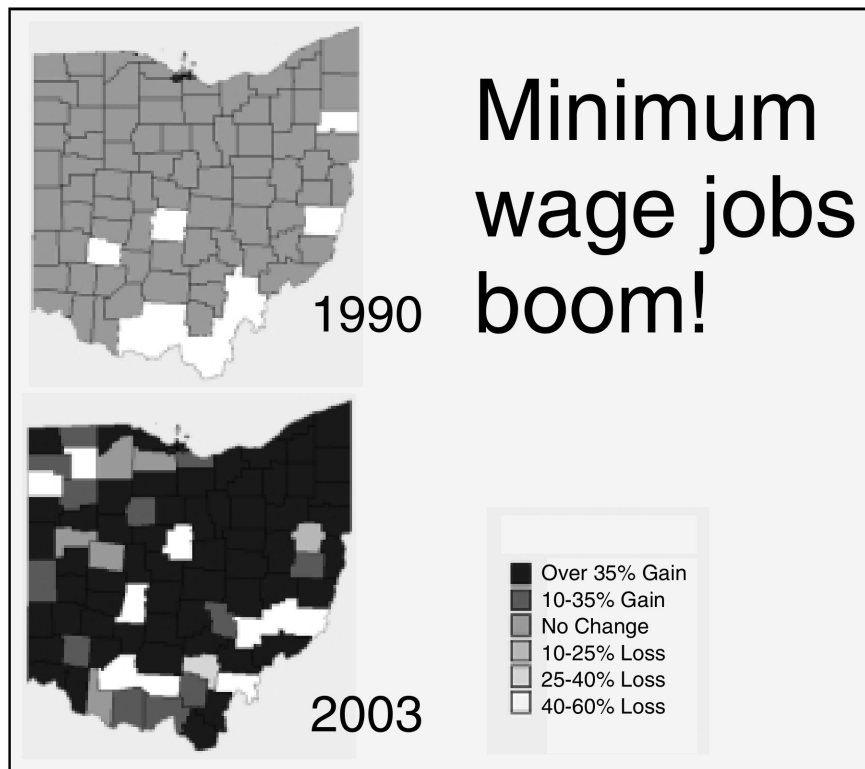 Minimum
wage jobs
boom!
1990
2003
Over 35% Gain
10-35% Gain
No Change
10-25% Loss
25-40% Loss
40-60% Loss